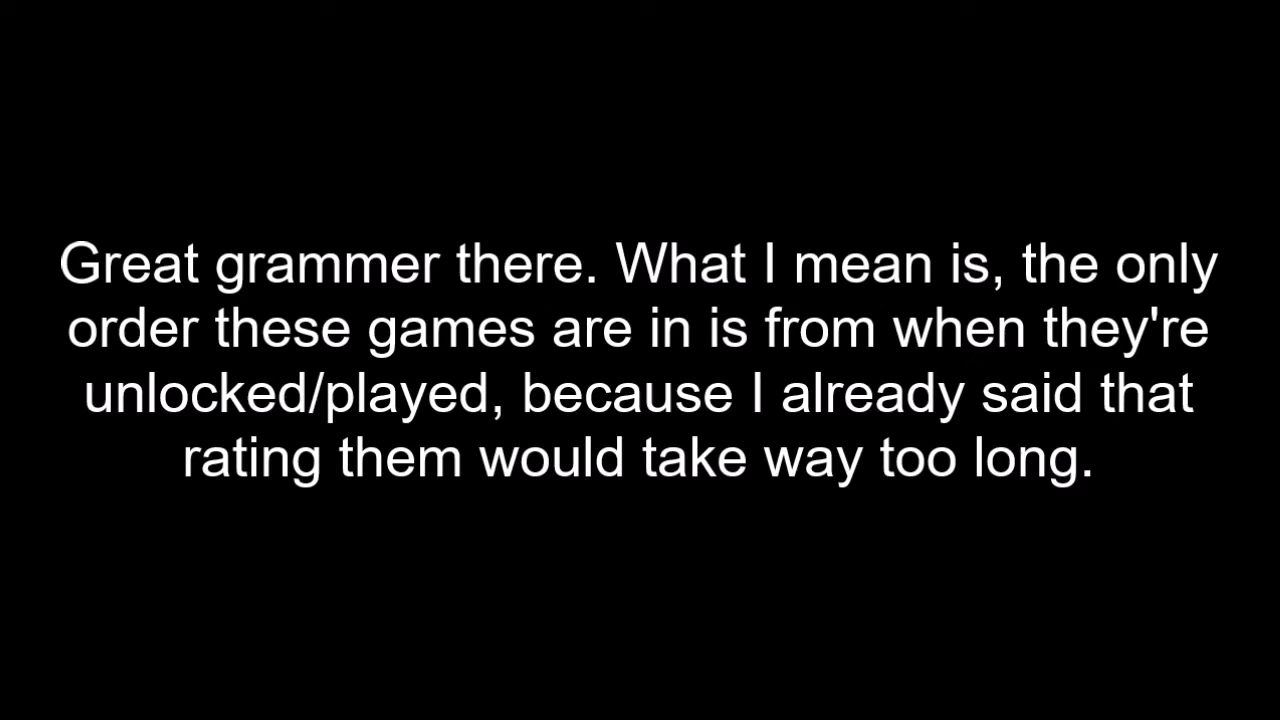 Great grammer there. What I mean is, the only
order these games are in is from when they're
unlocked/played, because I already said that
rating them would take way too long.